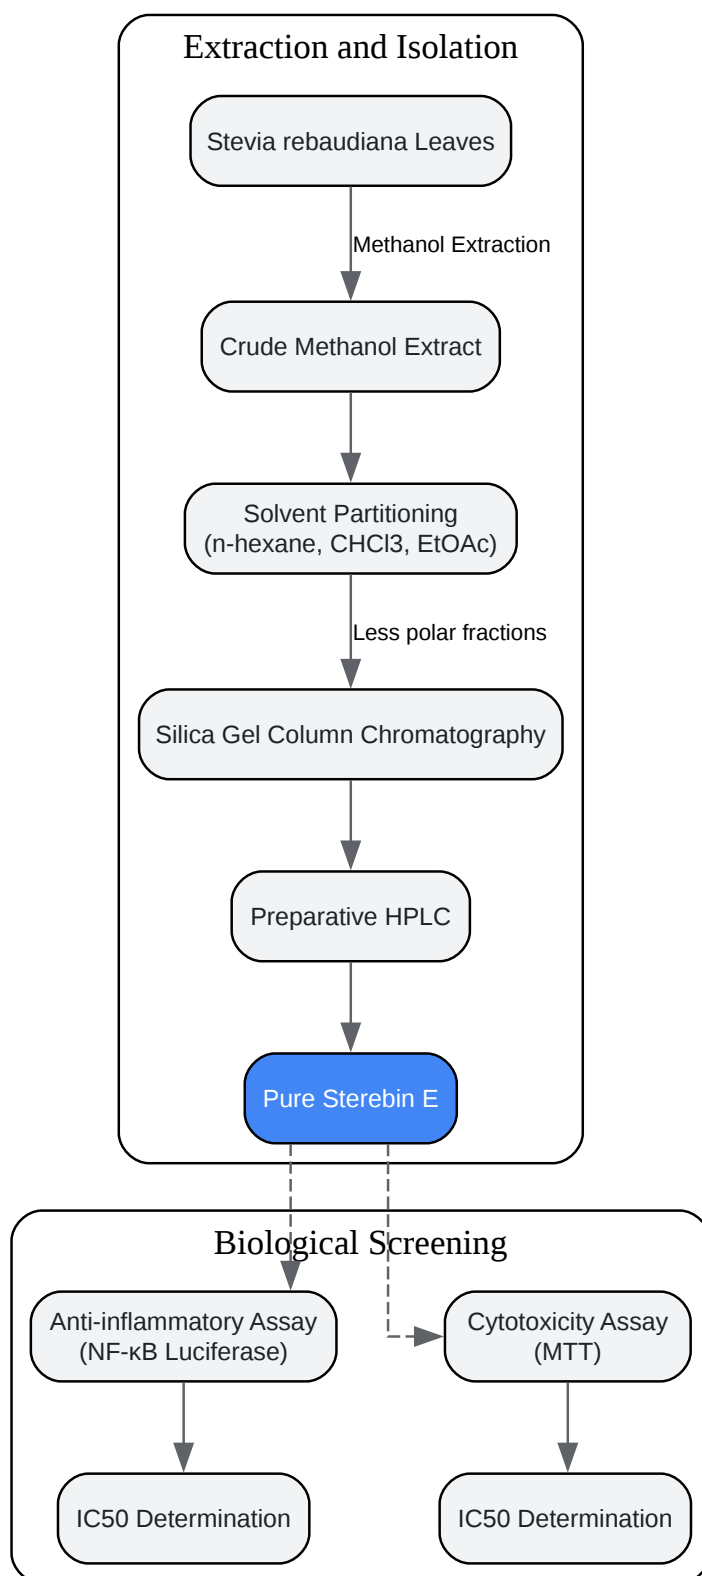 Extraction and Isolation
Stevia rebaudiana Leaves
Methanol Extraction
Crude Methanol Extract
Solvent Partitioning
(n-hexane, CHCl3, EtOAc)
Less polar fractions
Silica Gel Column Chromatography
Preparative HPLC
Pure Sterebin E
Biological Screening
Anti-inflammatory Assay
(NF-κB Luciferase)
Cytotoxicity Assay
(MTT)
IC50 Determination
IC50 Determination